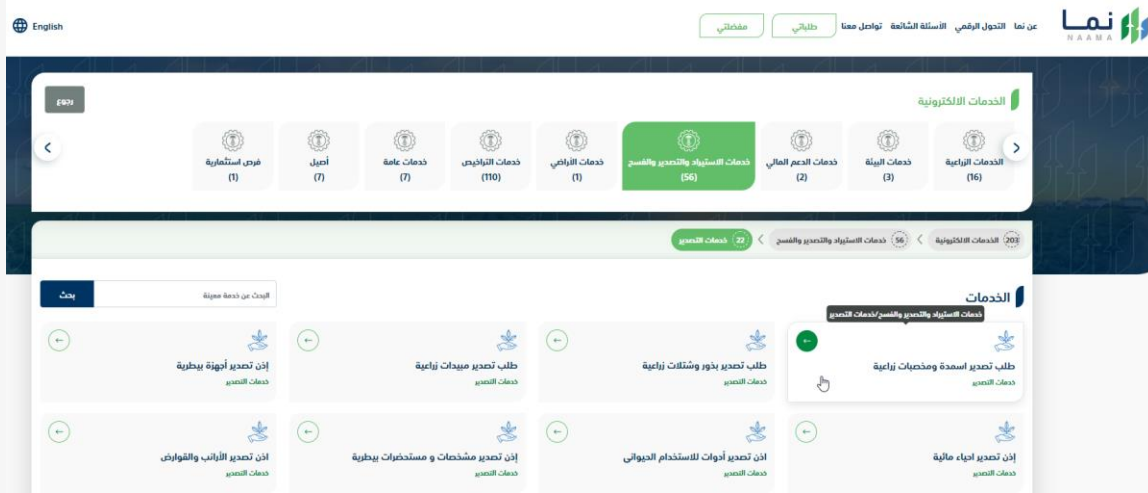 نما
NAAMA
عن نما التحول الرقمي الأسئلة الشائعة تواصل معنا طلباتي مفضلتي English
الخدمات الالكترونية رجوع
الخدمات الزراعية (16)
خدمات البيئة (3)
خدمات الدعم المالي (2)
خدمات الاستيراد والتصدير والفسح (56)
خدمات الأراضي (1)
خدمات التراخيص (110)
خدمات عامة (7)
أصيل (7)
فرص استثمارية (1)
203 الخدمات الالكترونية 56 خدمات الاستيراد والتصدير والفسح 22 خدمات التصدير
الخدمات البحث عن خدمة معينة بحث
خدمات الاستيراد والتصدير والفسح/خدمات التصدير
طلب تصدير اسمدة ومخصبات زراعية
خدمات التصدير
طلب تصدير بذور وشتلات زراعية
خدمات التصدير
طلب تصدير مبيدات زراعية
خدمات التصدير
إذن تصدير أجهزة بيطرية
خدمات التصدير
إذن تصدير احياء مائية
خدمات التصدير
اذن تصدير أدوات للاستخدام الحيواني
خدمات التصدير
إذن تصدير مشخصات و مستحضرات بيطرية
خدمات التصدير
اذن تصدير الأرانب والقوارض
خدمات التصدير